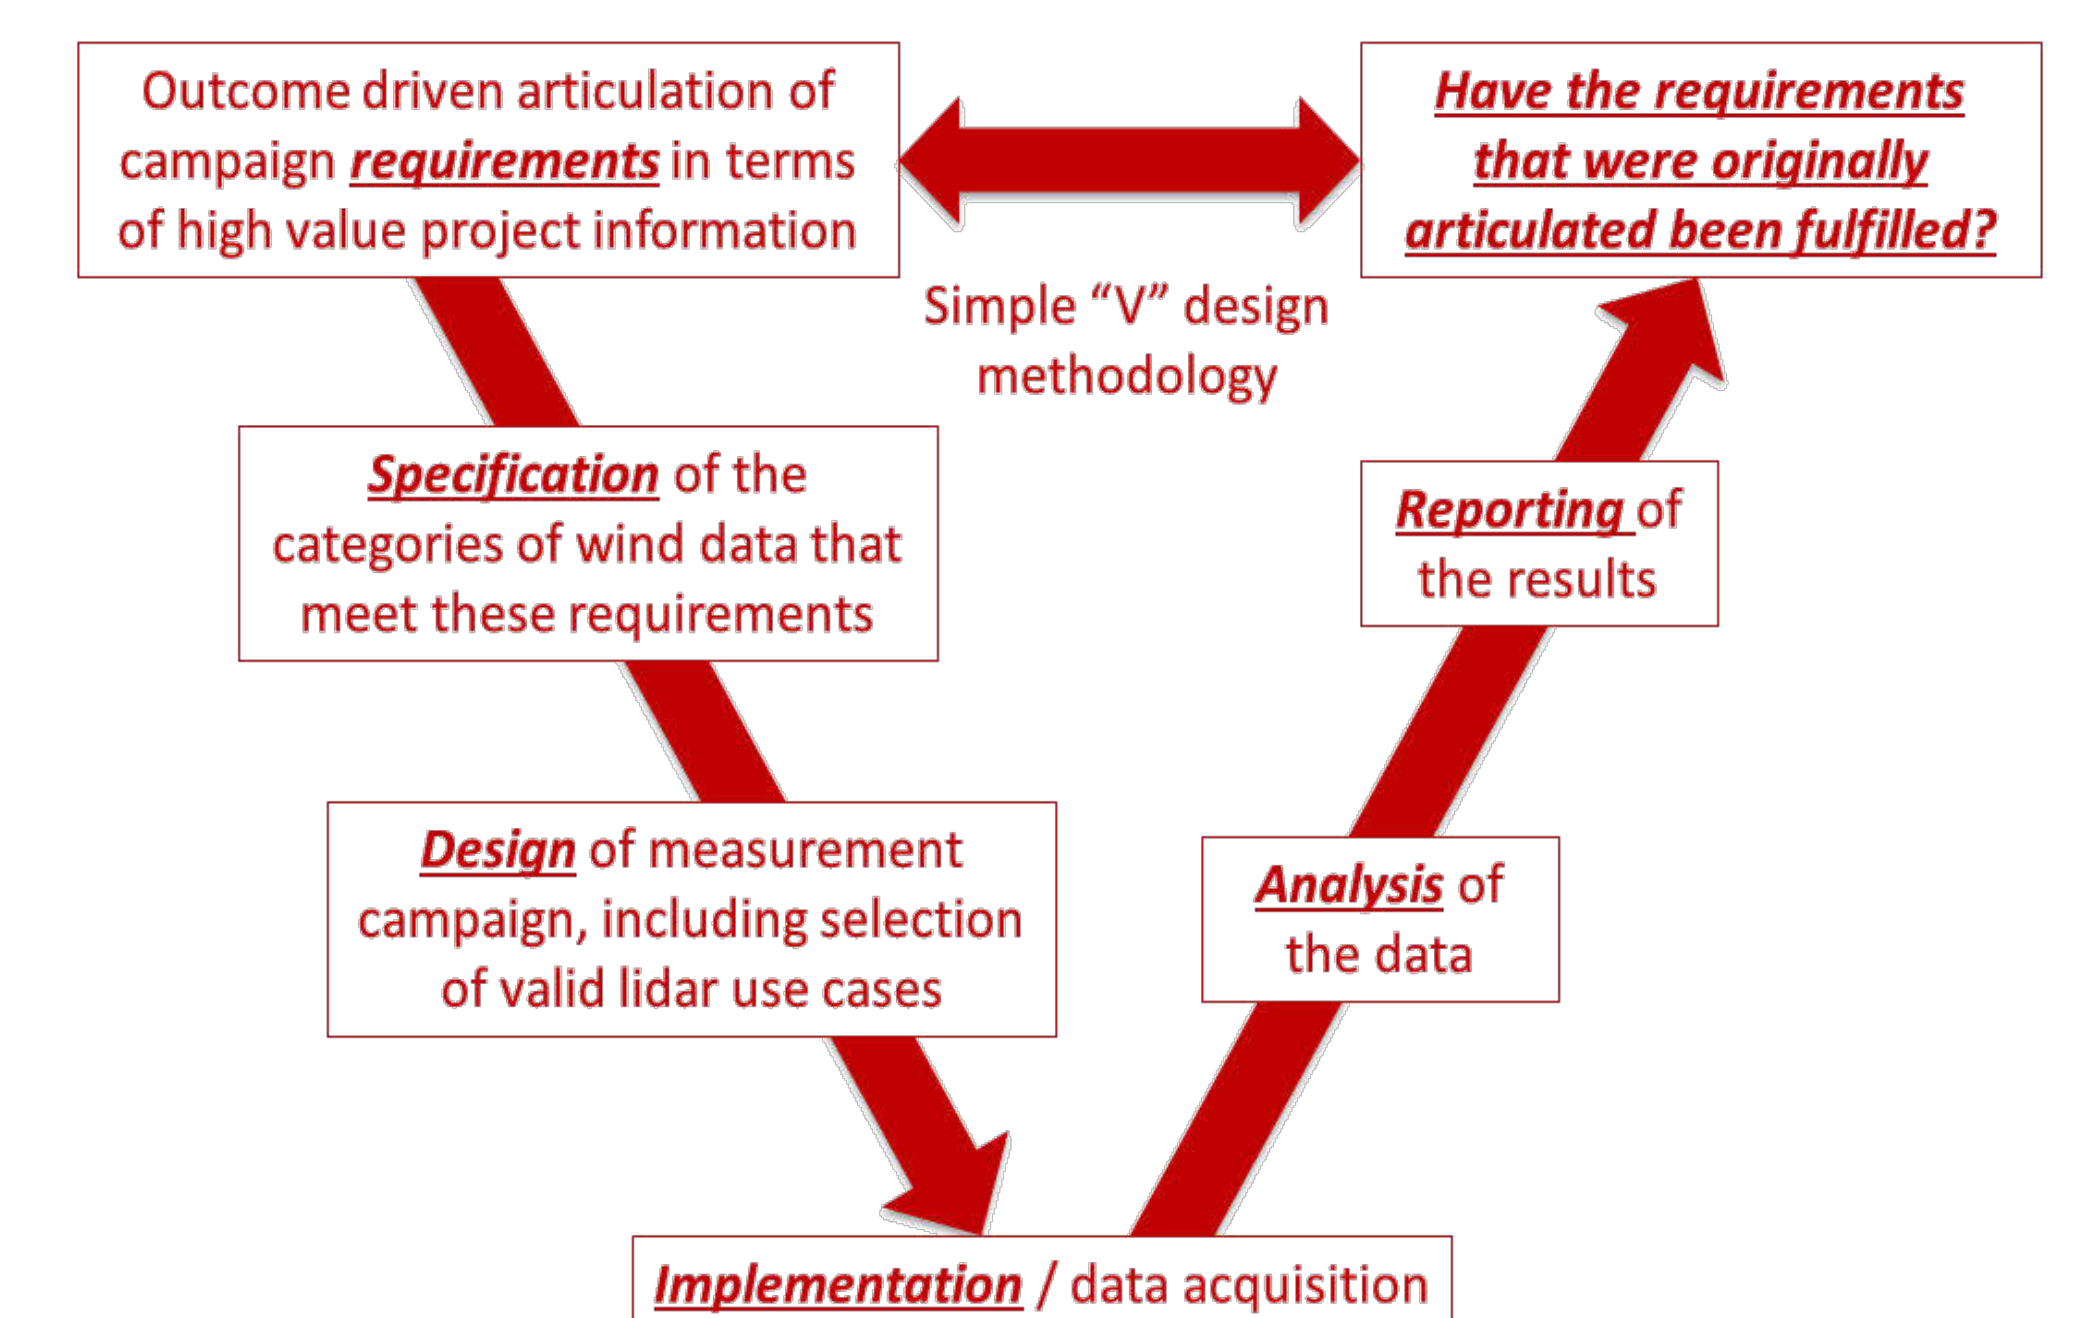 Outcome driven articulation of
campaign requirements in terms
of high value project information
Have the requirements
that were originally
articulated been fulfilled?
Simple “V” design
methodology
Specification of the
categories of wind data that
meet these requirements
Reporting of
the results
Design of measurement
campaign, including selection
of valid lidar use cases
Analysis of
the data
Implementation / data acquisition